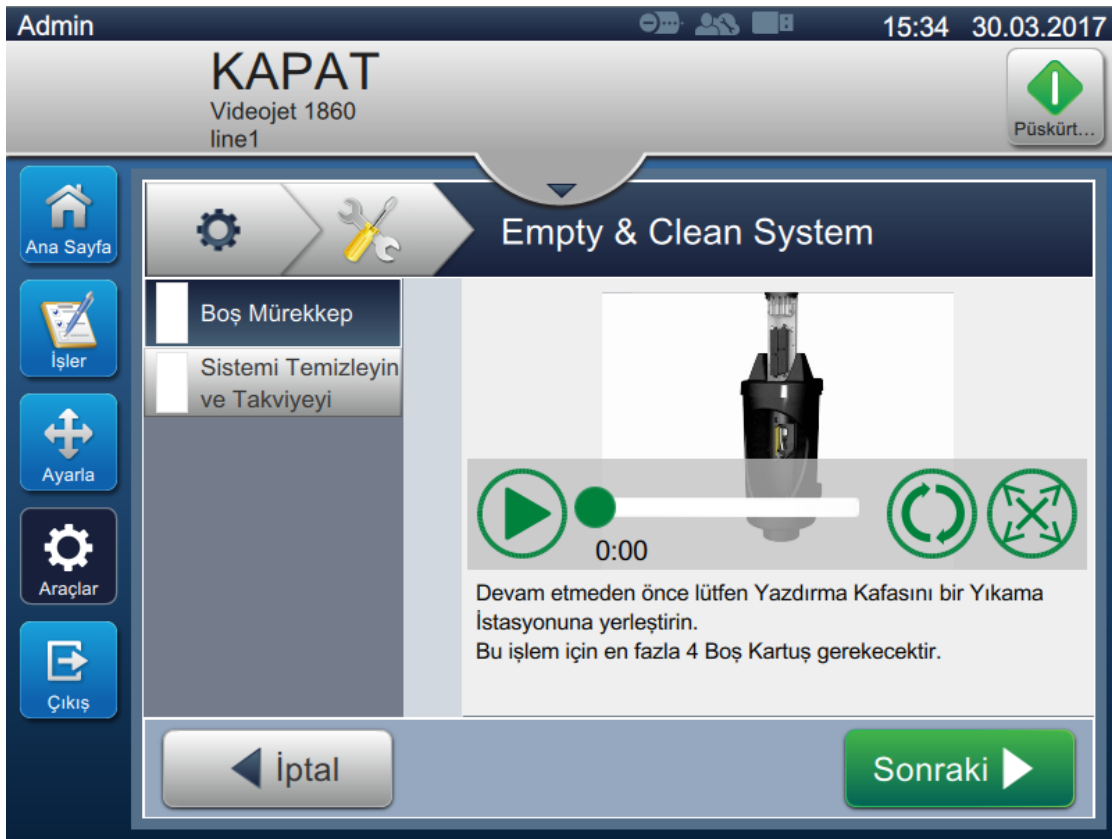 Admin
15:34 30.03.2017
KAPAT
Videojet 1860
line1
Püskürt...
Ana Sayfa
İşler
Ayarla
Araçlar
Çıkış
Empty & Clean System
Boş Mürekkep
Sistemi Temizleyin
ve Takviyeyi
0:00
Devam etmeden önce lütfen Yazdırma Kafasını bir Yıkama
İstasyonuna yerleştirin.
Bu işlem için en fazla 4 Boş Kartuş gerekecektir.
İptal
Sonraki